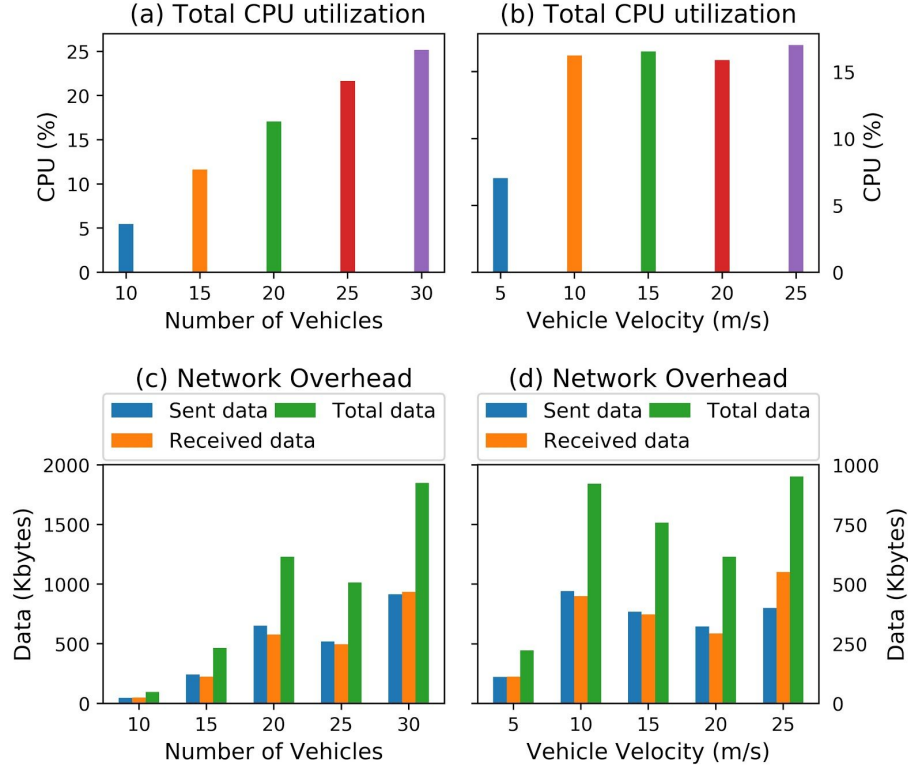 (a) Total CPU utilization
CPU (%)
25
20
15
10
5
0
10 15 20 25 30
Number of Vehicles
(b) Total CPU utilization
15
10
5
0
CPU (%)
5 10 15 20 25
Vehicle Velocity (m/s)
(c) Network Overhead
Sent data Total data
Received data
Data (Kbytes)
2000
1500
1000
500
0
10 15 20 25 30
Number of Vehicles
(d) Network Overhead
Sent data Total data
Received data
1000
750
500
250
0
Data (Kbytes)
5 10 15 20 25
Vehicle Velocity (m/s)